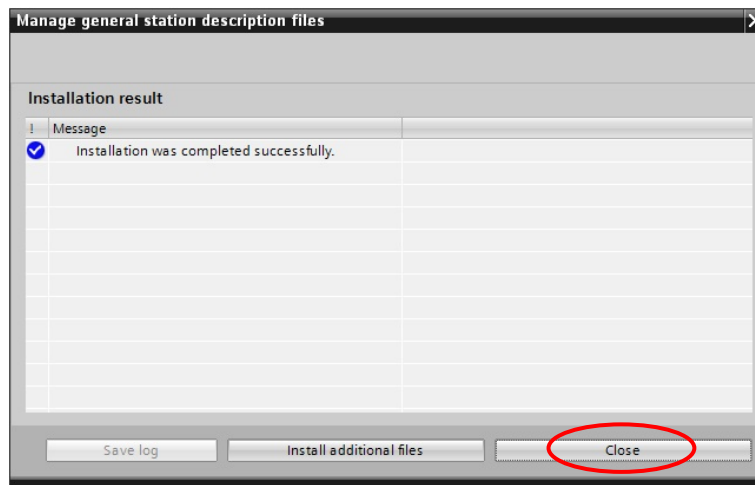 Manage general station description files
Installation result
! Message
Installation was completed successfully.
Save log Install additional files Close